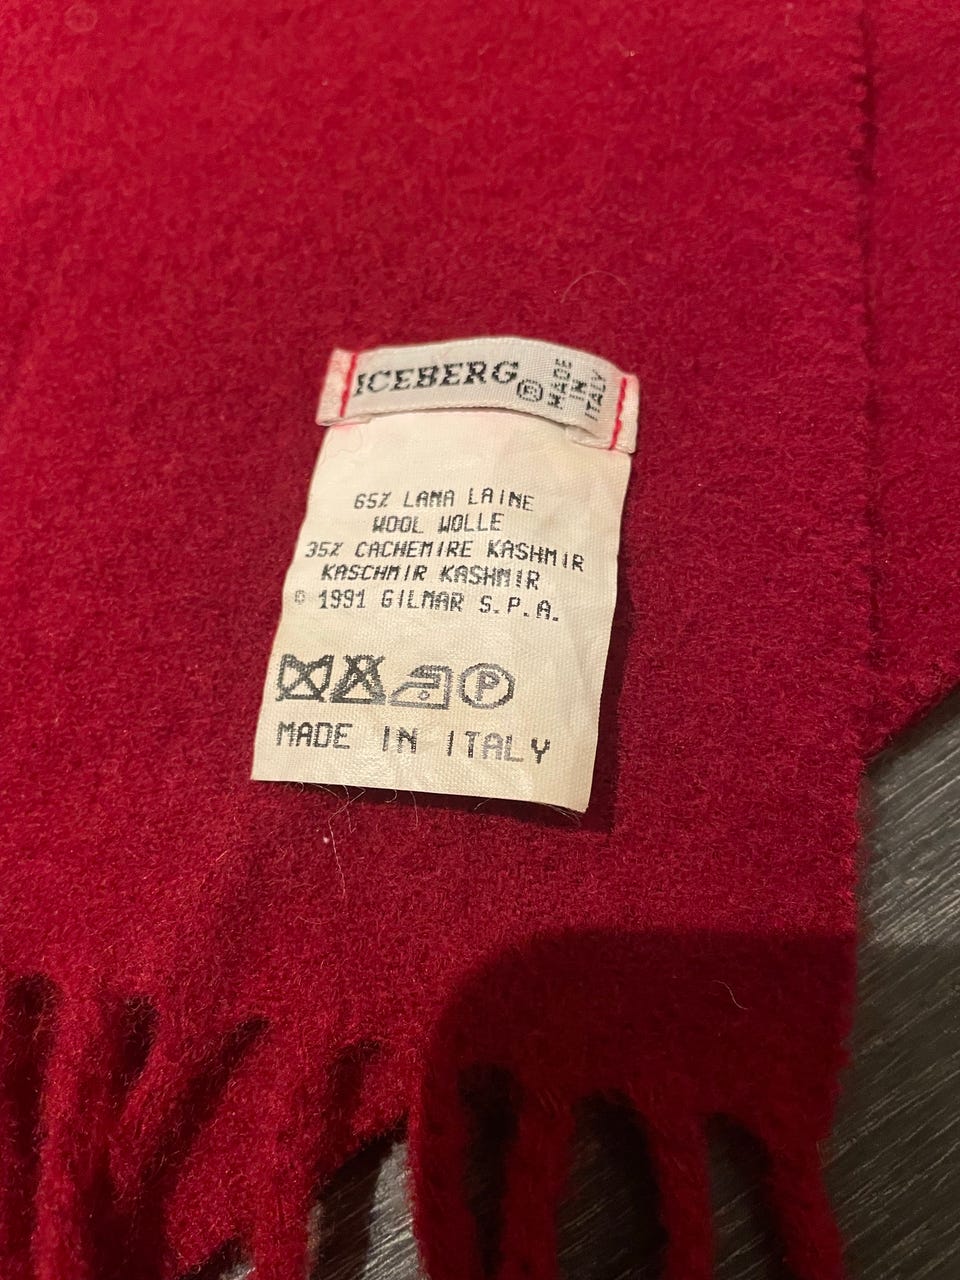 ICEBERG ® MADE
IN
ITALY
65% LANA LAINE
WOOL WOLLE
35% CACHEMIRE KASHMIR
KASCHMIR KASHMIR
© 1991 GILMAR S.P.A.
P
MADE IN ITALY